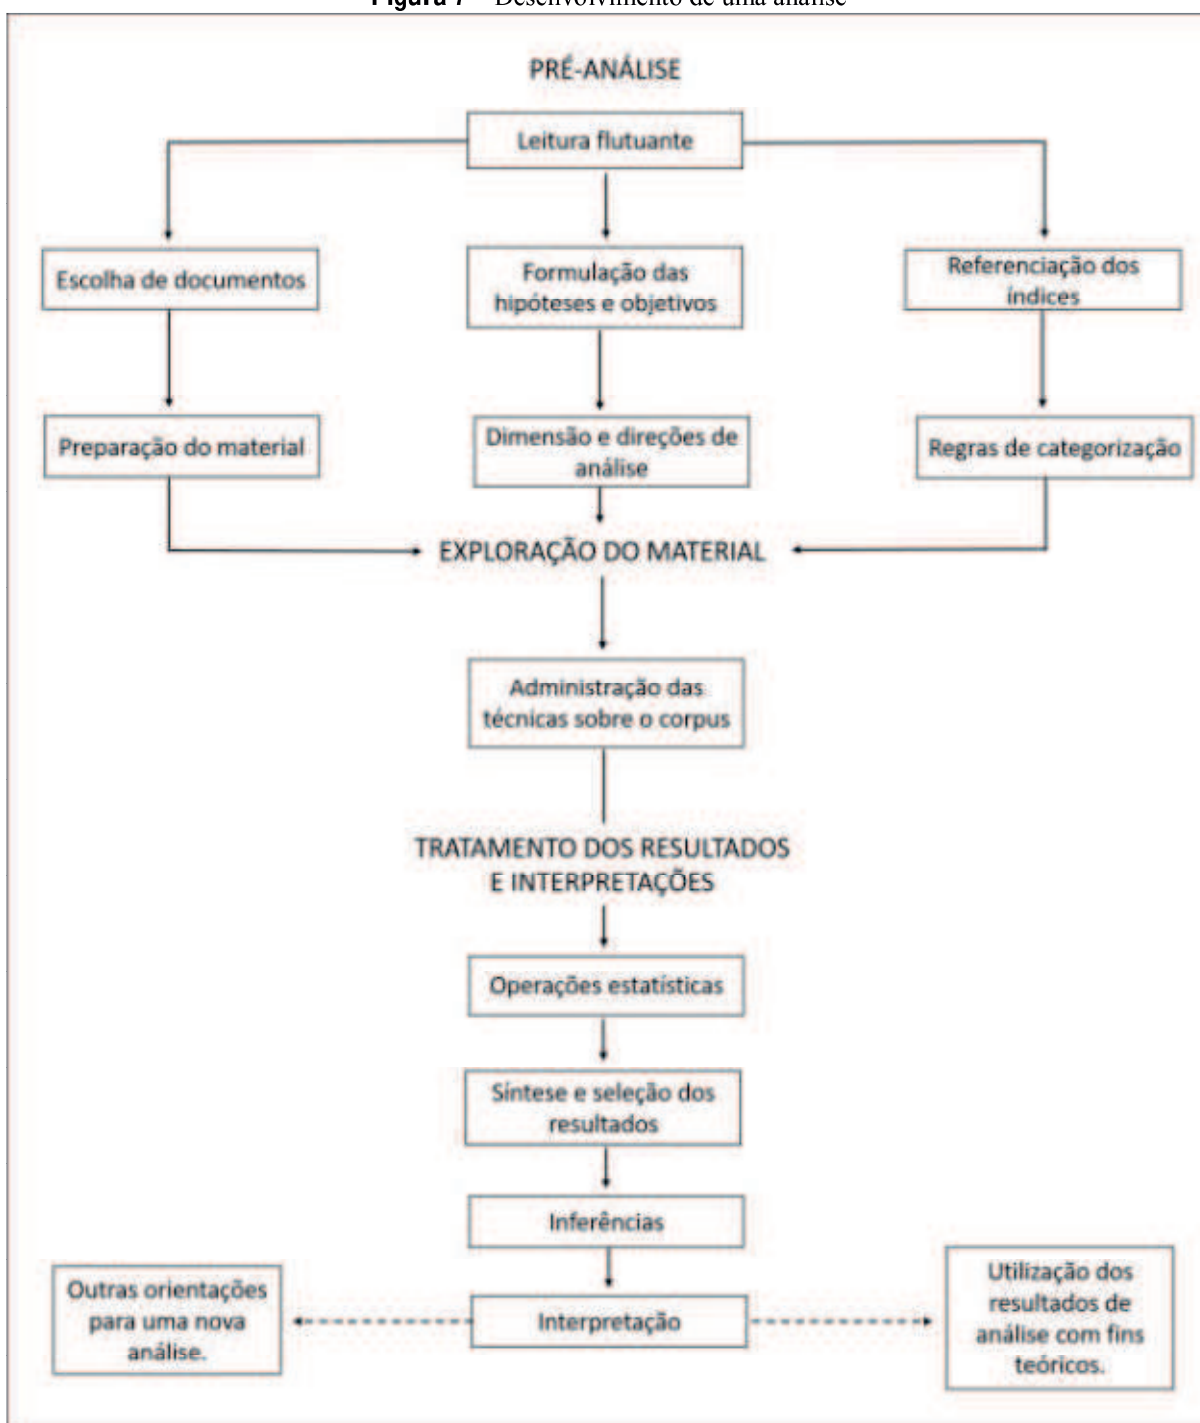 Figura 7 – Desenvolvimento de uma análise
PRÉ-ANÁLISE
Leitura flutuante
Escolha de documentos
Formulação das
hipóteses e objetivos
Referenciação dos
índices
Preparação do material
Dimensão e direções de
análise
Regras de categorização
EXPLORAÇÃO DO MATERIAL
Administração das
técnicas sobre o corpus
TRATAMENTO DOS RESULTADOS
E INTERPRETAÇÕES
Operações estatísticas
Síntese e seleção dos
resultados
Inferências
Outras orientações
para uma nova
análise.
Interpretação
Utilização dos
resultados de
análise com fins
teóricos.